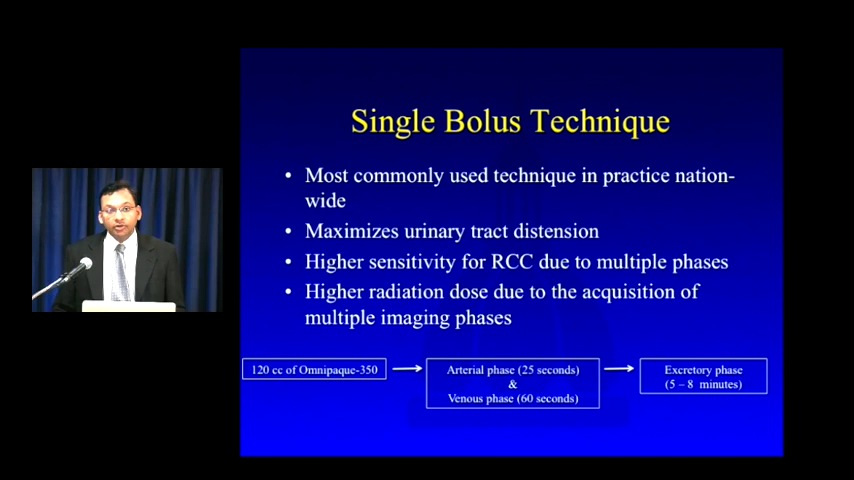 Single Bolus Technique
• Most commonly used technique in practice nation-
wide
• Maximizes urinary tract distension
• Higher sensitivity for RCC due to multiple phases
• Higher radiation dose due to the acquisition of
multiple imaging phases
120 cc of Omnipaque-350
Arterial phase (25 seconds)
&
Venous phase (60 seconds)
Excretory phase
(5 – 8 minutes)